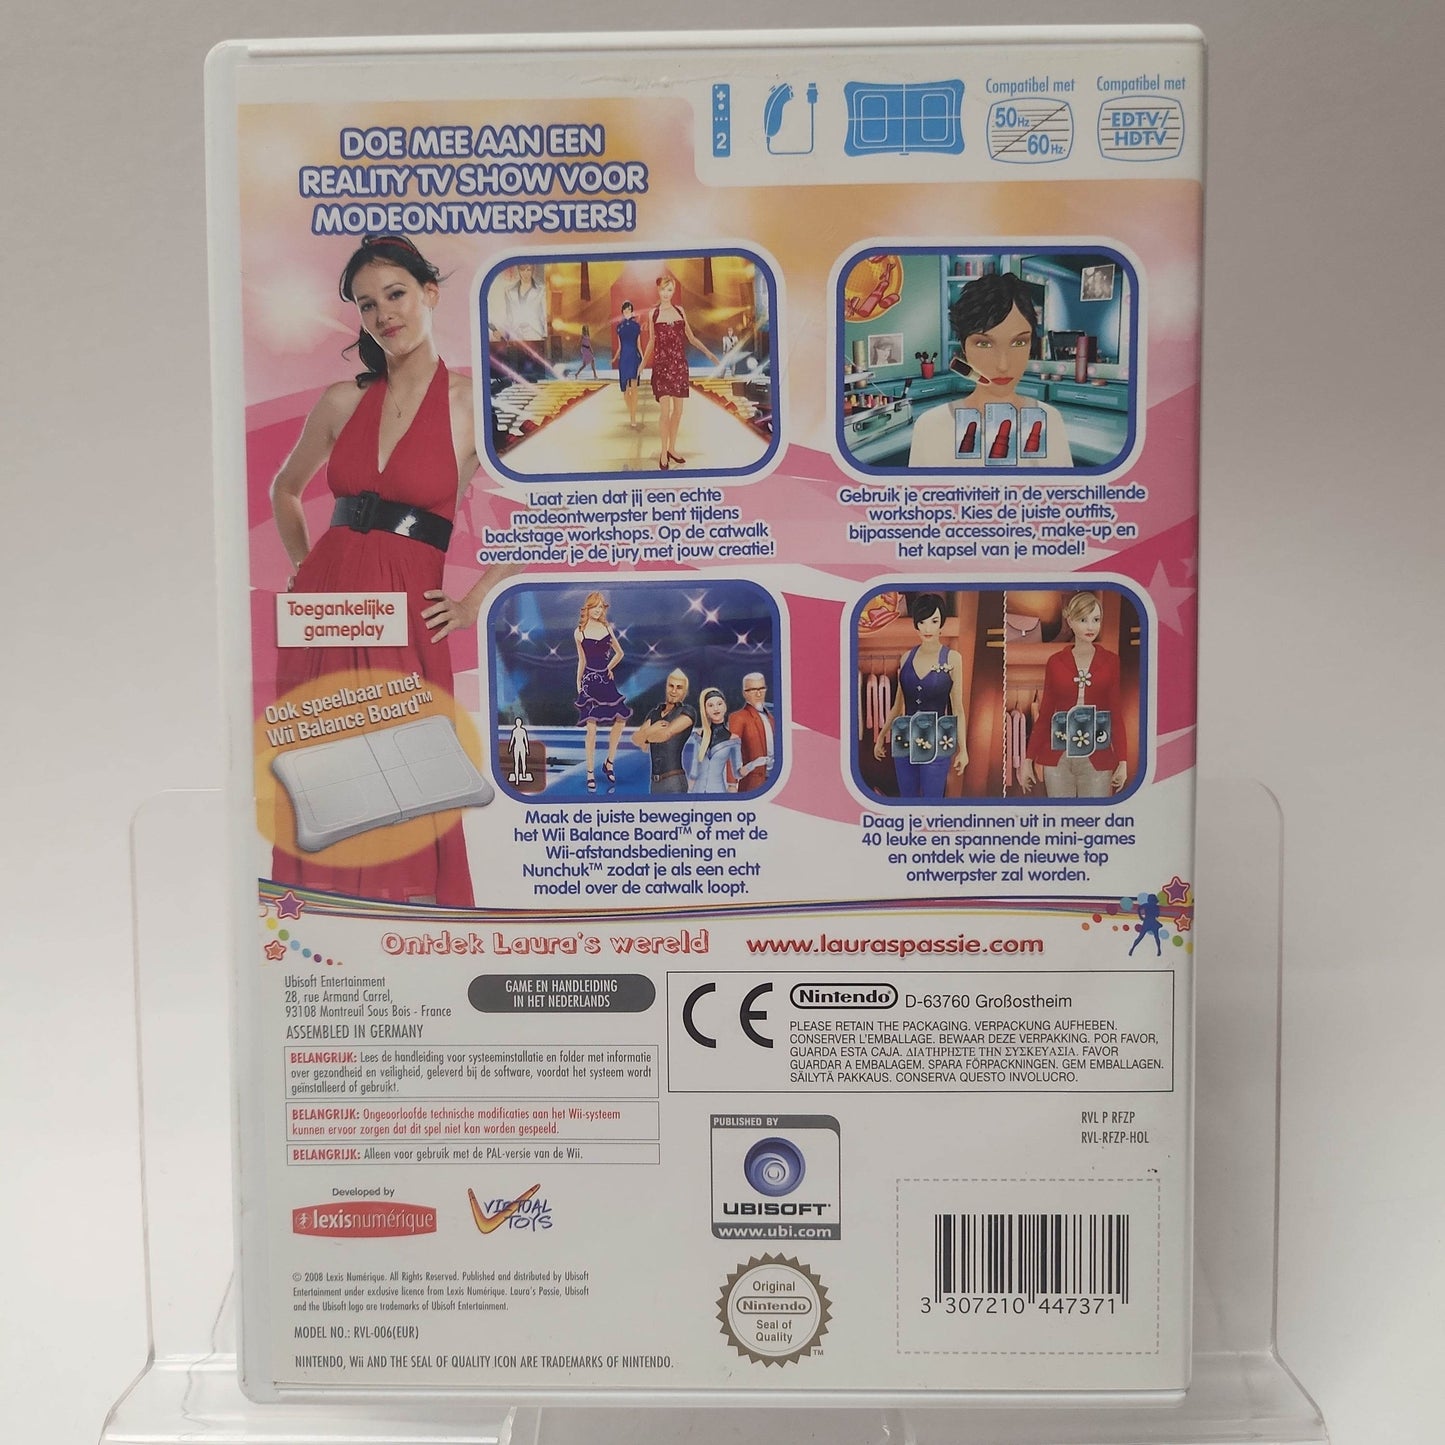 DOE MEE AAN EEN
REALITY TV SHOW VOOR
MODEONTWERPSTERS!
2
Compatibel met
50Hz
60Hz
Compatibel met
EDTV/
HDTV
Laat zien dat jij een echte
modeontwerpster bent tijdens
backstage workshops. Op de catwalk
overdonder je de jury met jouw creatie!
Gebruik je creativiteit in de verschillende
workshops. Kies de juiste outfits,
bijpassende accessoires, make-up en
het kapsel van je model!
Toegankelijke
gameplay
Ook speelbaar met
Wii Balance Board™
Maak de juiste bewegingen op
het Wii Balance Board™ of met de
Wii-afstandsbediening en
Nunchuk™ zodat je als een echt
model over de catwalk loopt.
Daag je vriendinnen uit in meer dan
40 leuke en spannende mini-games
en ontdek wie de nieuwe top
ontwerpster zal worden.
Ontdek Laura's wereld
www.lauraspassie.com
Ubisoft Entertainment
28, rue Armand Carrel,
93108 Montreuil Sous Bois - France
ASSEMBLED IN GERMANY
GAME EN HANDLEIDING
IN HET NEDERLANDS
BELANGRIJK: Lees de handleiding voor systeeminstallatie en folder met informatie
over gezondheid en veiligheid, geleverd bij de software, voordat het systeem wordt
geïnstalleerd of gebruikt.
BELANGRIJK: Ongeoorloofde technische modificaties aan het Wii-systeem
kunnen ervoor zorgen dat dit spel niet kan worden gespeeld.
BELANGRIJK: Alleen voor gebruik met de PAL-versie van de Wii.
CE
Nintendo® D-63760 Großostheim
PLEASE RETAIN THE PACKAGING. VERPACKUNG AUFHEBEN.
CONSERVER L'EMBALLAGE. BEWAAR DEZE VERPAKKING. POR FAVOR,
GUARDA ESTA CAJA. ΔΙΑΤΗΡΗΣΤΕ ΤΗΝ ΣΥΣΚΕΥΑΣΙΑ. FAVOR
GUARDAR A EMBALAGEM. SPARA FÖRPACKNINGEN. GEM EMBALLAGEN.
SÄILYTÄ PAKKAUS. CONSERVA QUESTO INVOLUCRO.
RVL P RFZP
RVL-RFZP-HOL
PUBLISHED BY
UBISOFT
www.ubi.com
Developed by
lexisnumérique
VIRTUAL
TOYS
© 2008 Lexis Numérique. All Rights Reserved. Published and distributed by Ubisoft
Entertainment under exclusive licence from Lexis Numérique. Laura's Passie, Ubisoft
and the Ubisoft logo are trademarks of Ubisoft Entertainment.
MODEL NO.: RVL-006(EUR)
NINTENDO, Wii AND THE SEAL OF QUALITY ICON ARE TRADEMARKS OF NINTENDO.
Original
Nintendo
Seal of
Quality
TM
3 307210 447371